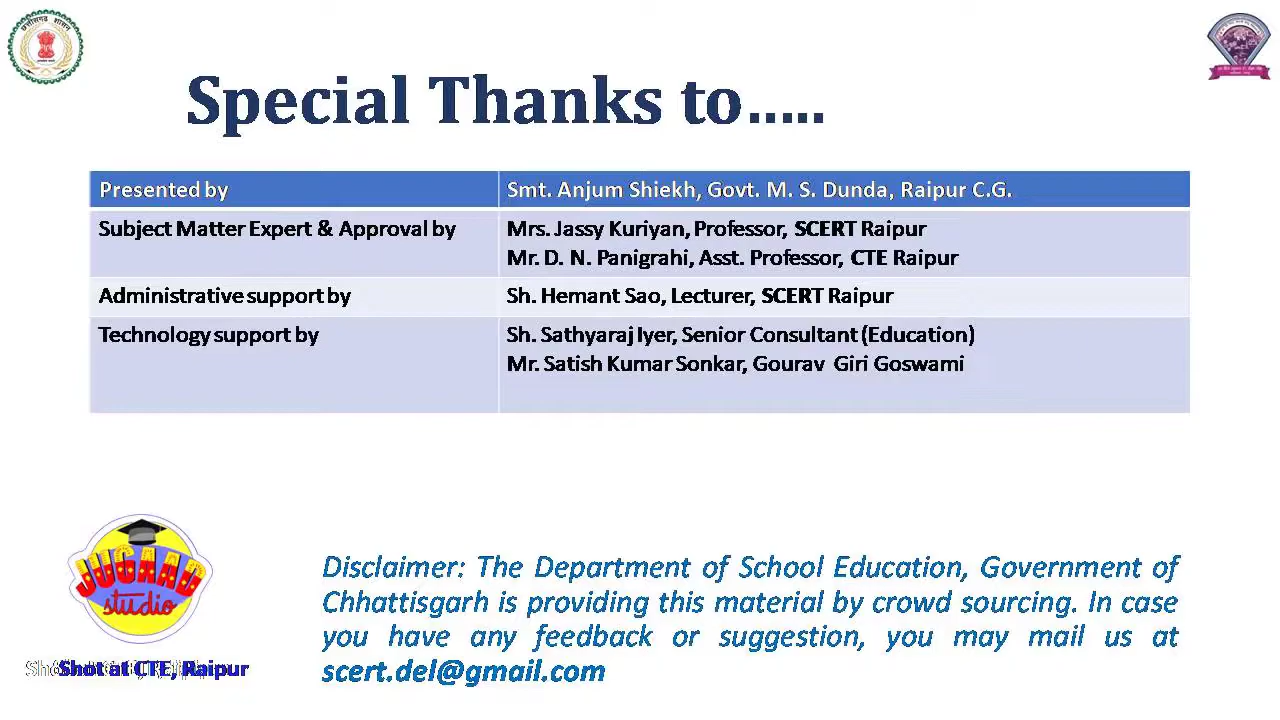 छत्तीसगढ़ शासन
Special Thanks to.....
Presented by
Smt. Anjum Shiekh, Govt. M. S. Dunda, Raipur C.G.
Subject Matter Expert & Approval by
Mrs. Jassy Kuriyan, Professor, SCERT Raipur
Mr. D. N. Panigrahi, Asst. Professor, CTE Raipur
Administrative support by
Sh. Hemant Sao, Lecturer, SCERT Raipur
Technology support by
Sh. Sathyaraj Iyer, Senior Consultant (Education)
Mr. Satish Kumar Sonkar, Gourav Giri Goswami
JUGAAD
studio
Shot at CTE, Raipur
Disclaimer: The Department of School Education, Government of
Chhattisgarh is providing this material by crowd sourcing. In case
you have any feedback or suggestion, you may mail us at
scert.del@gmail.com